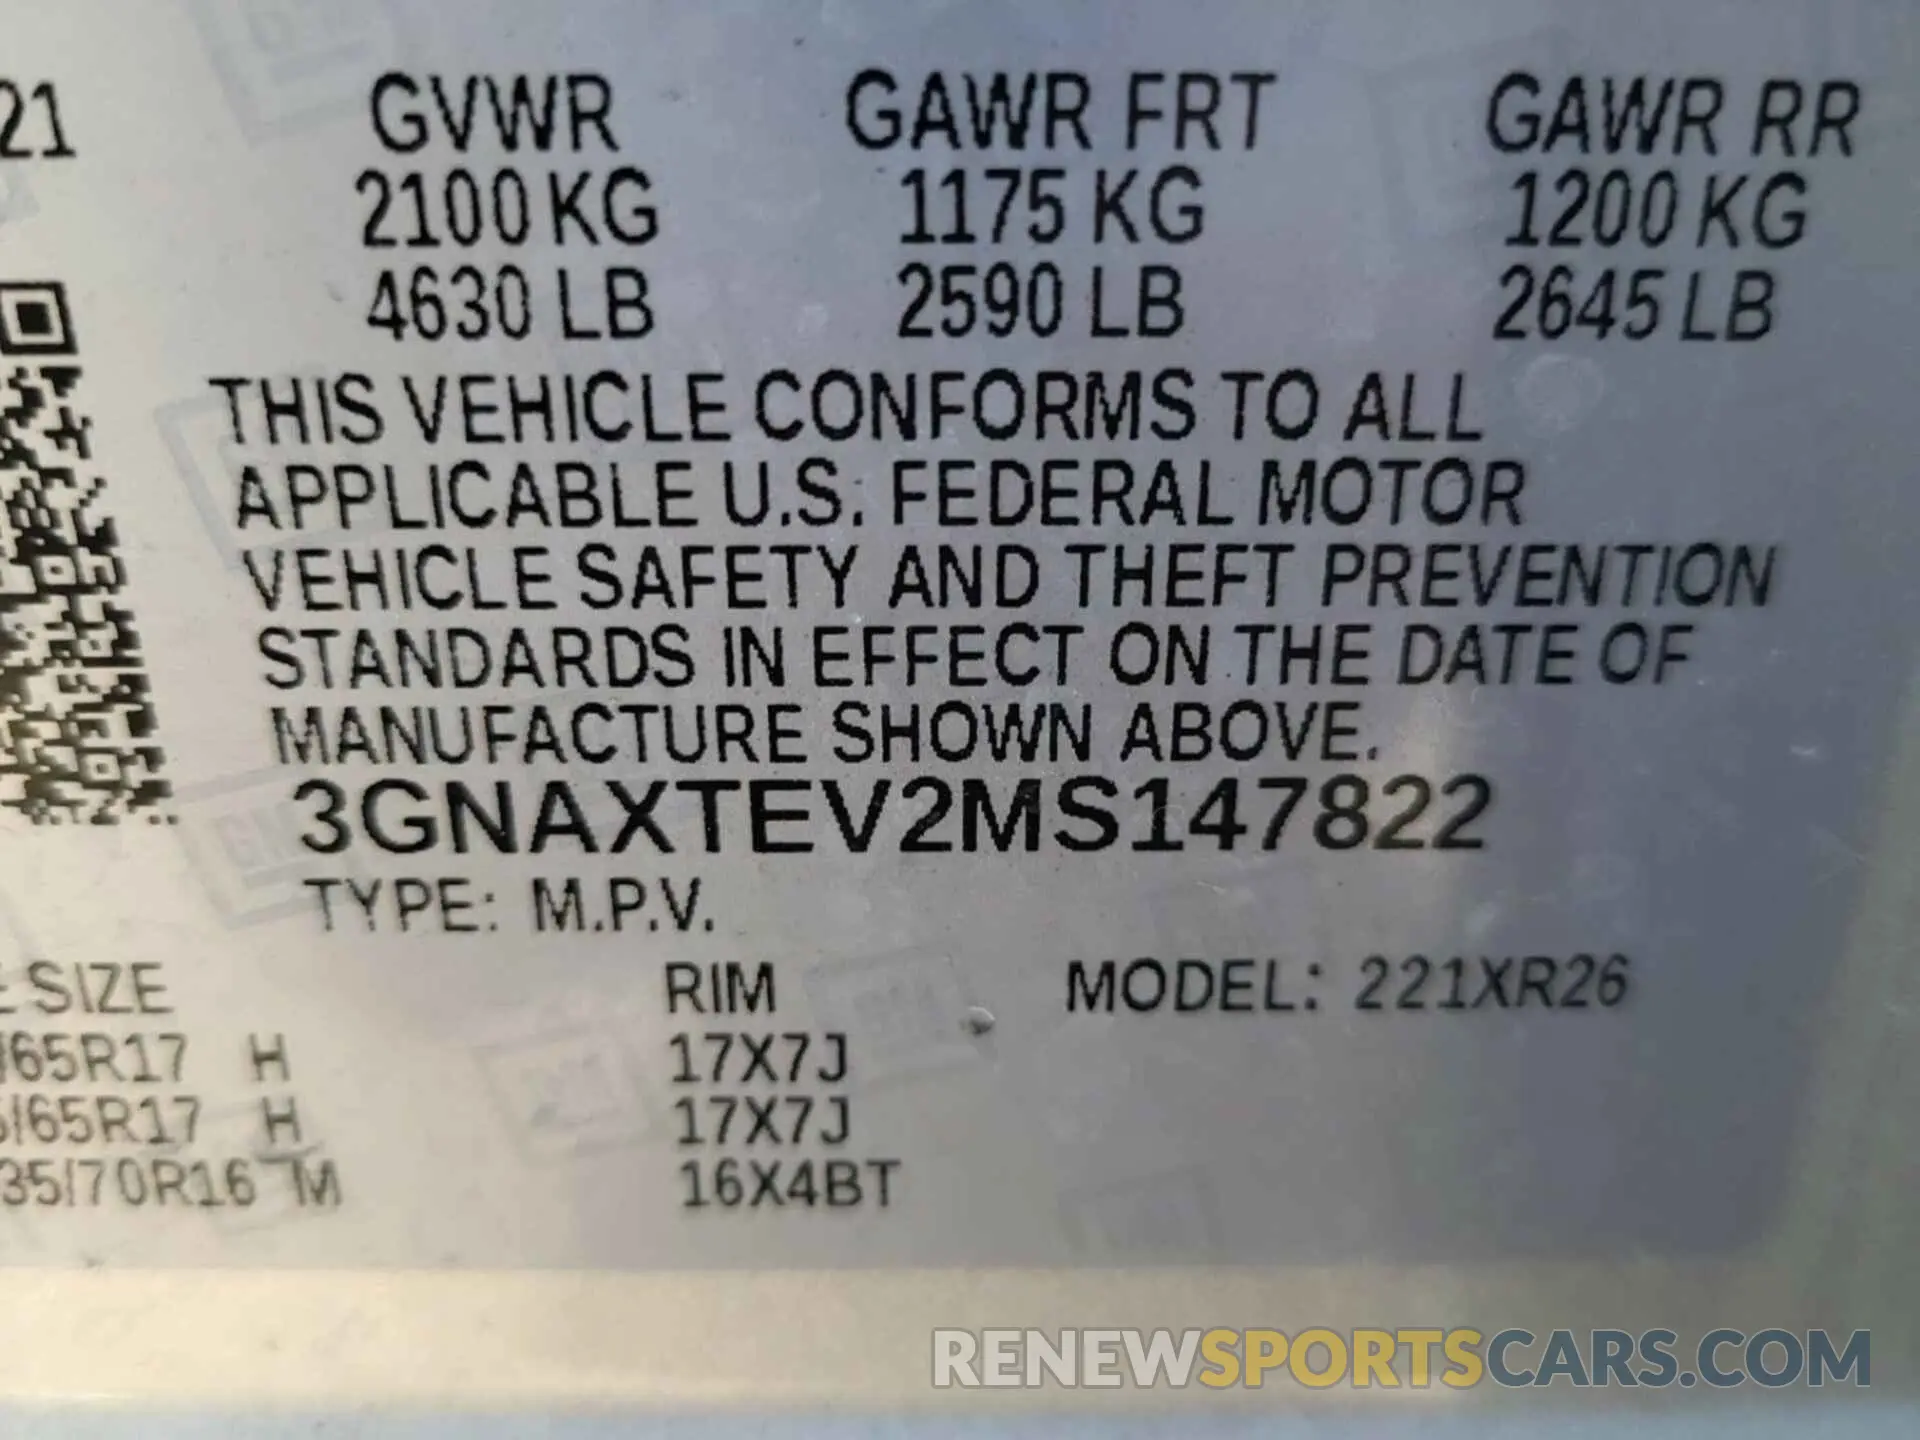 21 GVWR GAWR FRT GAWR RR
2100 KG 1175 KG 1200 KG
4630 LB 2590 LB 2645 LB
THIS VEHICLE CONFORMS TO ALL
APPLICABLE U.S. FEDERAL MOTOR
VEHICLE SAFETY AND THEFT PREVENTION
STANDARDS IN EFFECT ON THE DATE OF
MANUFACTURE SHOWN ABOVE.
3GNAXTEV2MS147822
TYPE: M.P.V.
SIZE RIM MODEL: 221XR26
/65R17 H 17X7J
/65R17 H 17X7J
35/70R16 M 16X4BT
RENEWSPORTSCARS.COM